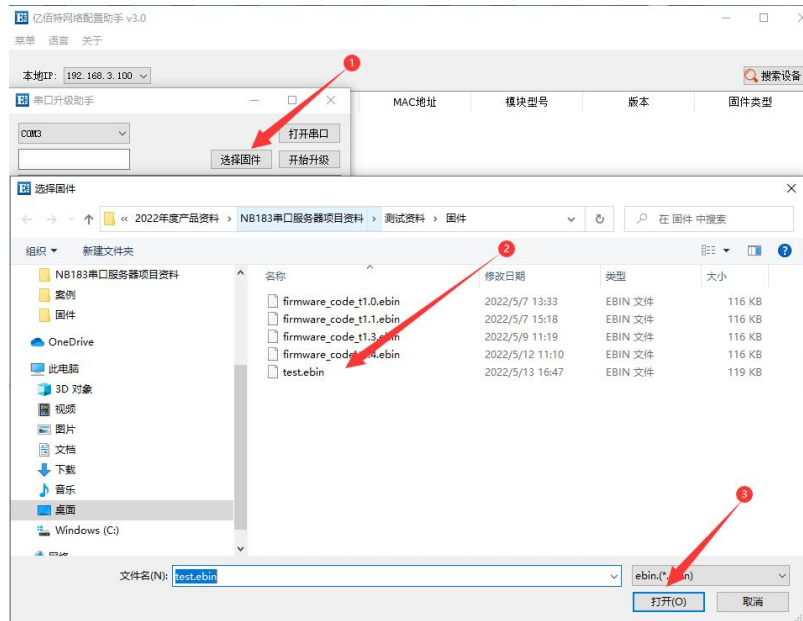 亿佰特网络配置助手 v3.0
菜单 语言 关于
本地IP: 192.168.3.100 搜索设备
串口升级助手 MAC地址 模块型号 版本 固件类型
COM3 打开串口
选择固件 开始升级
1
选择固件
« 2022年度产品资料 › NB183串口服务器项目资料 › 测试资料 › 固件 在 固件 中搜索
组织 新建文件夹
2
NB183串口服务器项目资料 名称 修改日期 类型 大小
案例
固件
OneDrive
此电脑
3D 对象
视频
图片
文档
下载
音乐
桌面
Windows (C:)
firmware_code_t1.0.ebin 2022/5/7 13:33 EBIN 文件 116 KB
firmware_code_t1.1.ebin 2022/5/7 15:18 EBIN 文件 116 KB
firmware_code_t1.3.ebin 2022/5/9 11:19 EBIN 文件 116 KB
2022/5/12 11:10 EBIN 文件 116 KB
test.ebin 2022/5/13 16:47 EBIN 文件 119 KB
3
文件名(N): test.ebin
打开(O) 取消